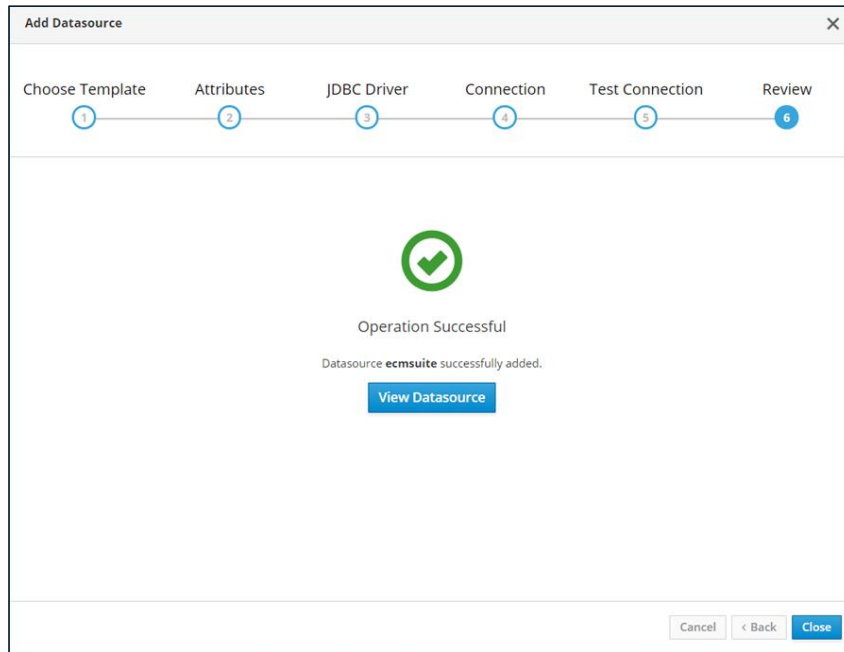 Add Datasource
Choose Template Attributes JDBC Driver Connection Test Connection Review
1 2 3 4 5 6
Operation Successful
Datasource ecmsuite successfully added.
View Datasource
Cancel < Back Close